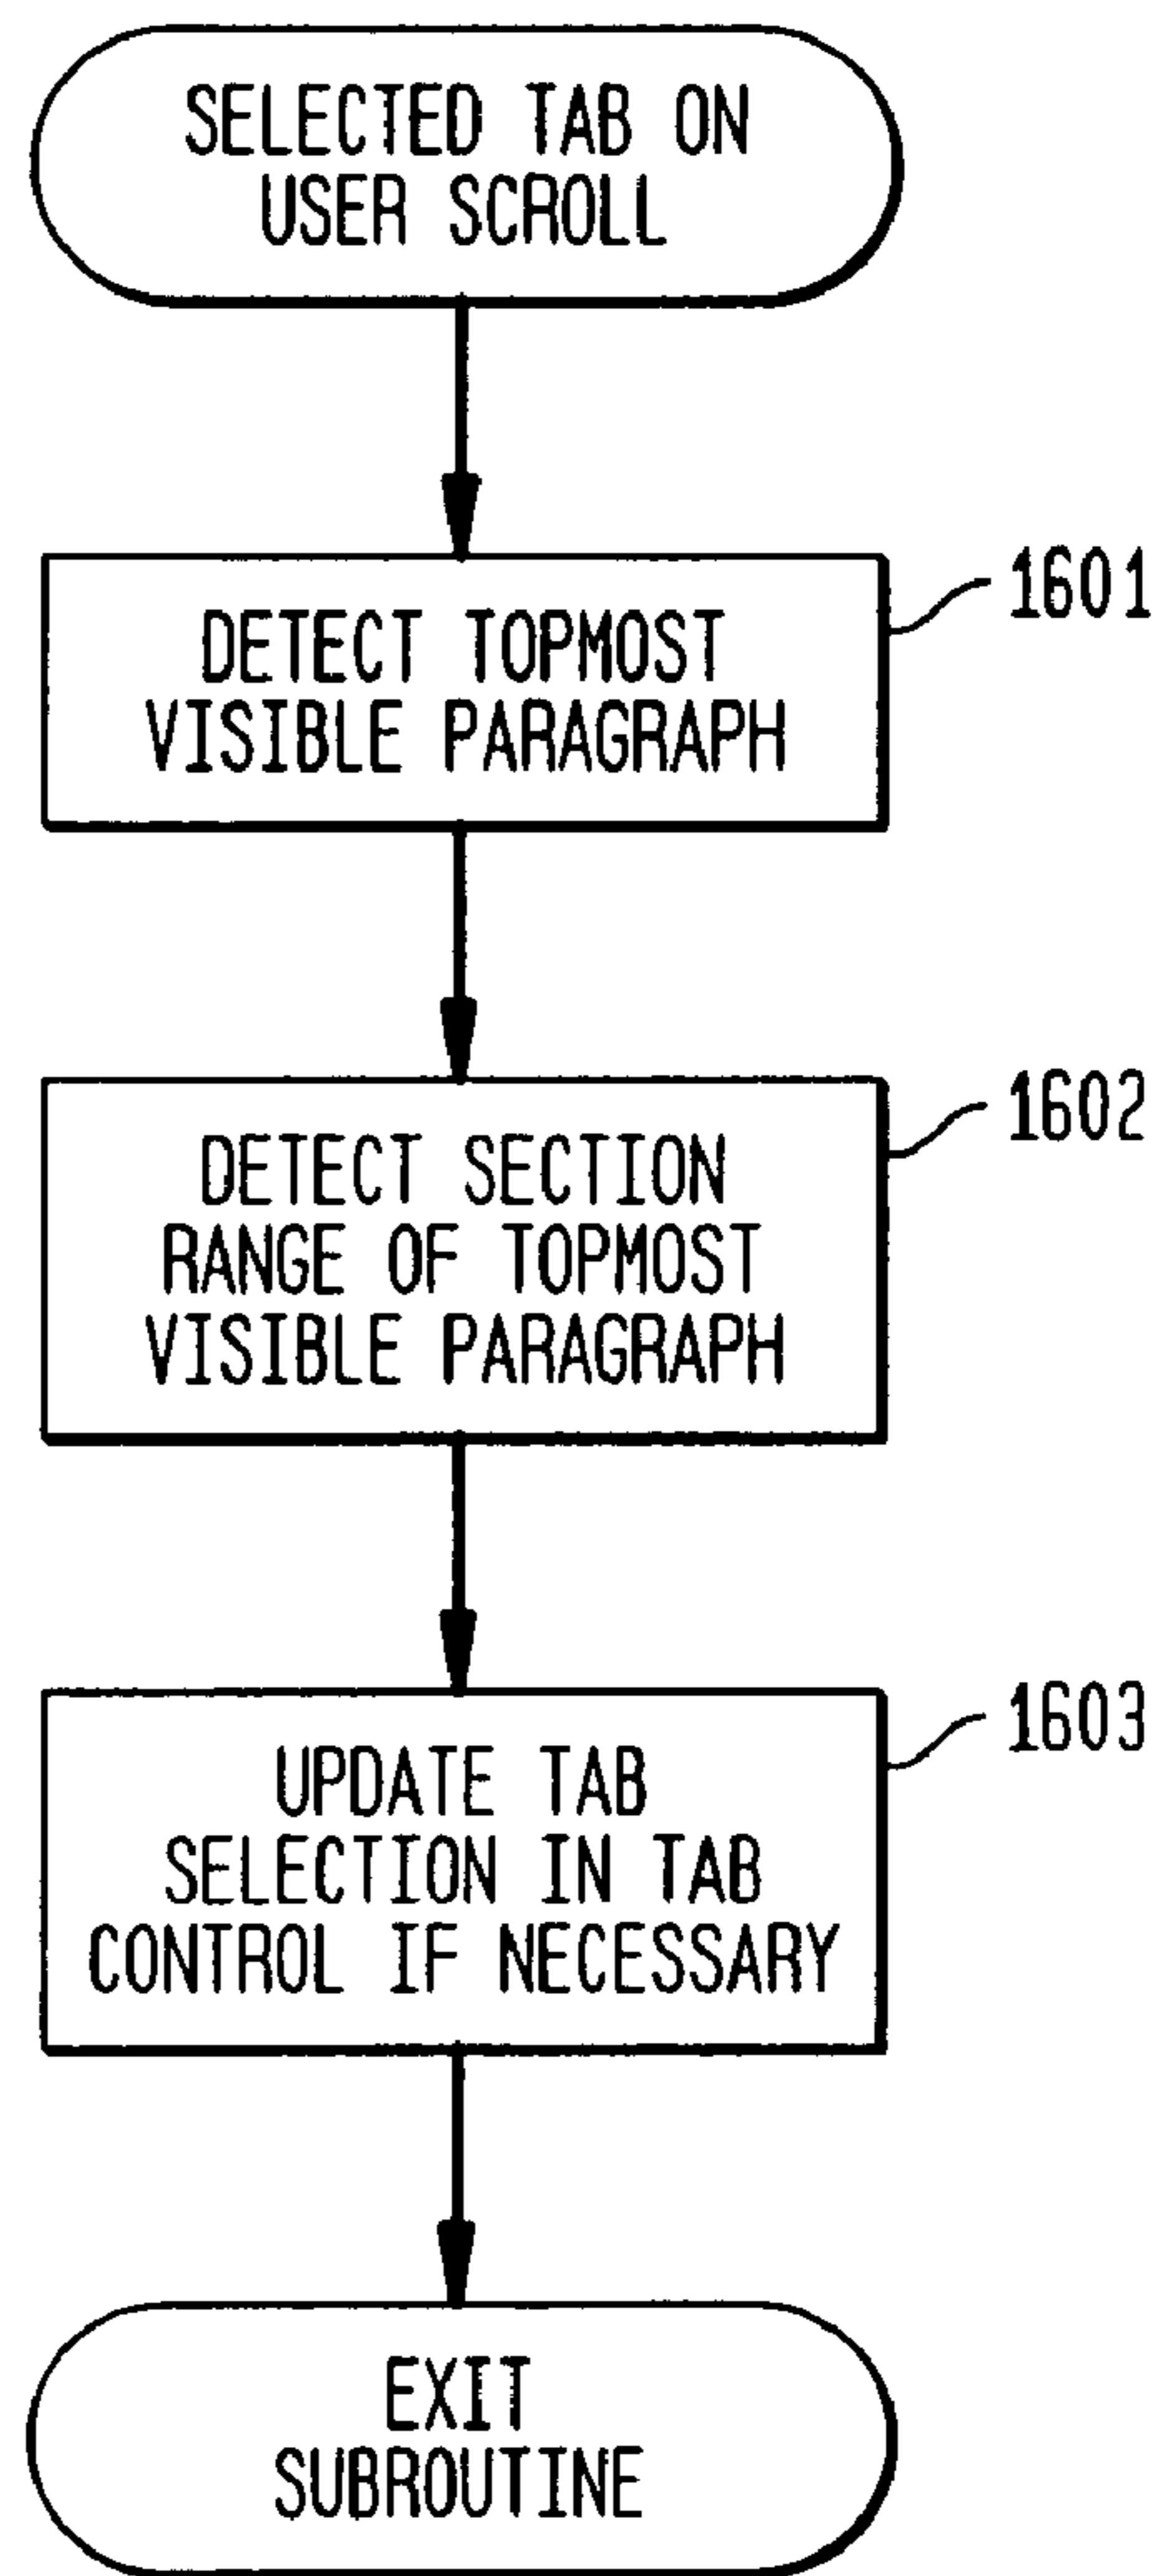 SELECTED TAB ON
USER SCROLL
1601
DETECT TOPMOST
VISIBLE PARAGRAPH
1602
DETECT SECTION
RANGE OF TOPMOST
VISIBLE PARAGRAPH
1603
UPDATE TAB
SELECTION IN TAB
CONTROL IF NECESSARY
EXIT
SUBROUTINE